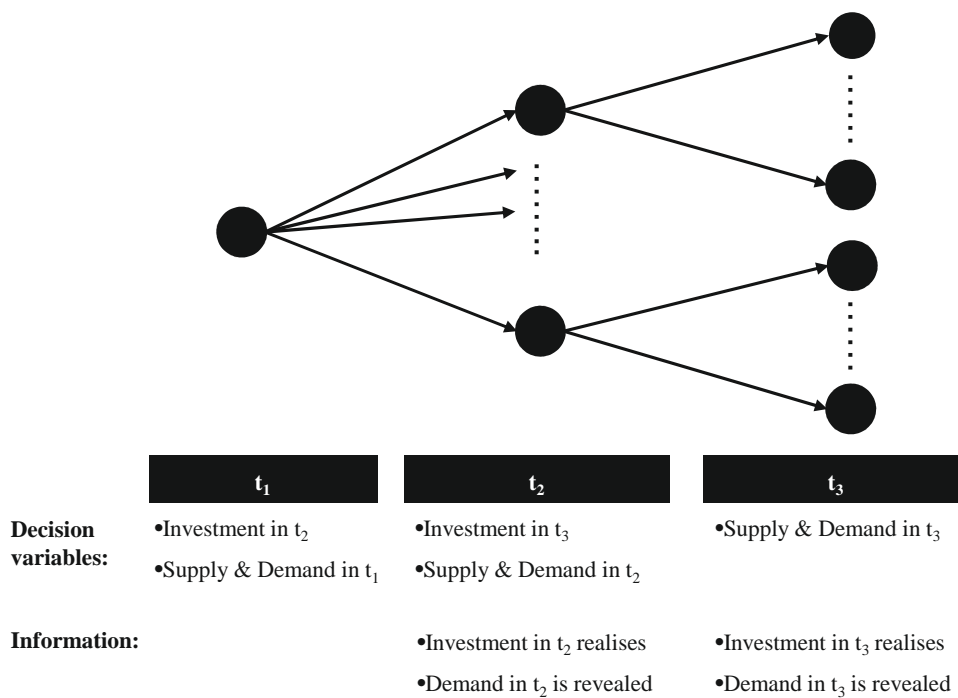 t₁ t₂ t₃
Decision variables:
•Investment in t₂
•Supply & Demand in t₁
•Investment in t₃
•Supply & Demand in t₂
•Supply & Demand in t₃
Information:
•Investment in t₂ realises
•Demand in t₂ is revealed
•Investment in t₃ realises
•Demand in t₃ is revealed